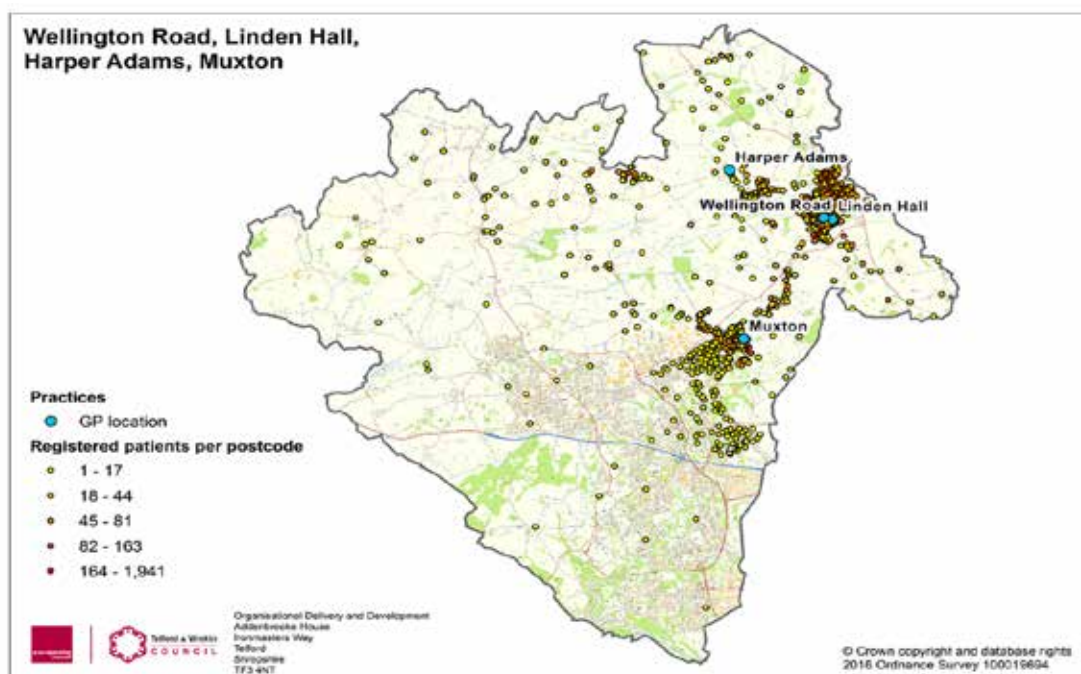 Wellington Road, Linden Hall,
Harper Adams, Muxton
Harper Adams
Wellington Road Linden Hall
Muxton
Practices
GP location
Registered patients per postcode
1 - 17
18 - 44
45 - 81
82 - 163
164 - 1,941
Telford & Wrekin
COUNCIL
Organisational Delivery and Development
Addenbrooke House
Ironmasters Way
Telford
Shropshire
TF3 4NT
© Crown copyright and database rights
2016 Ordnance Survey 100019694